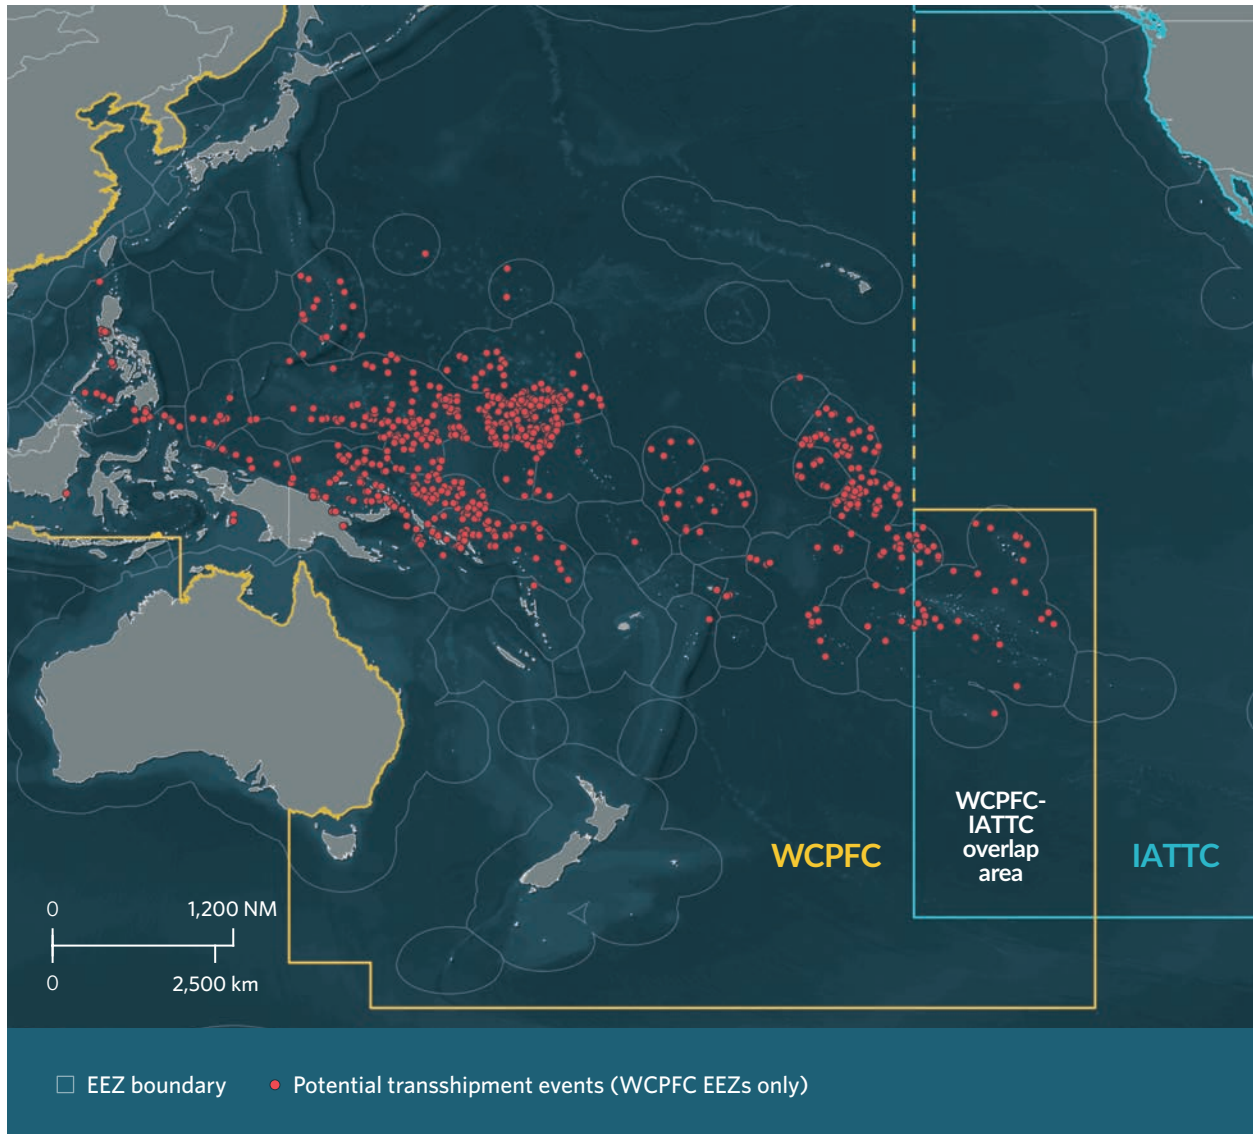 WCPFC
WCPFC-
IATTC
overlap
area
IATTC
0
1,200 NM
0
2,500 km
EEZ boundary
Potential transshipment events (WCPFC EEZs only)